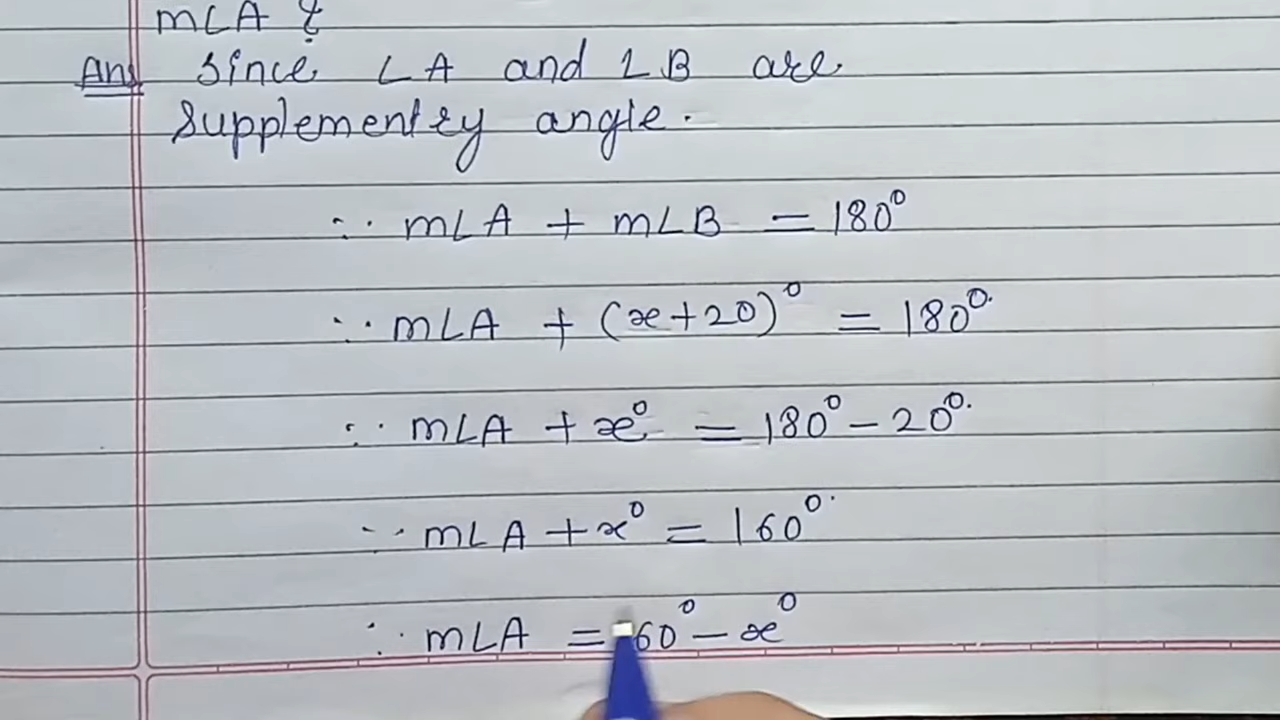 m∠A ?
Ans Since ∠A and ∠B are
Supplementry angle.
∴ m∠A + m∠B = 180°
∴ m∠A + (x+20)° = 180°.
∴ m∠A + x° = 180° - 20°.
∴ m∠A + x° = 160°.
∴ m∠A = 60° - x°